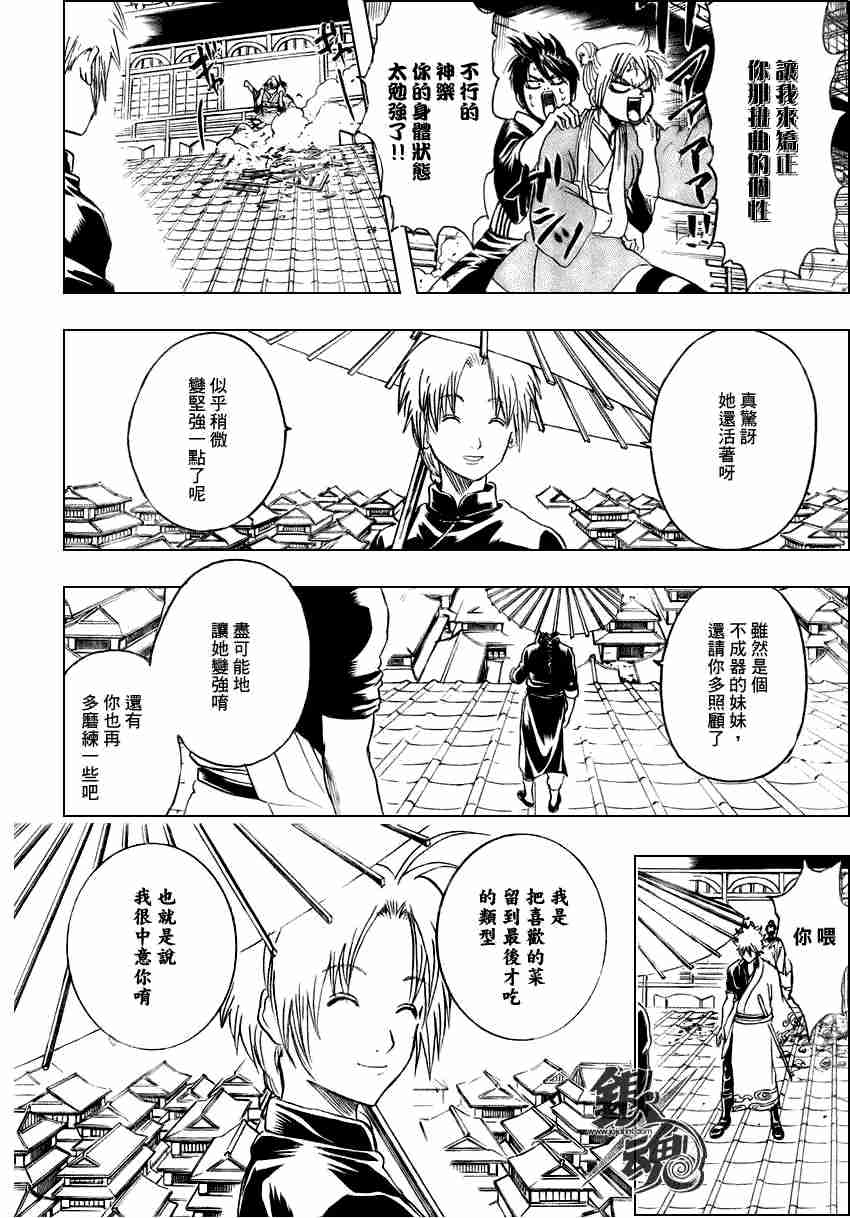 讓我來矯正
你那扭曲的個性
不行的
神樂
你的身體狀態
太勉強了!!
真驚訝
她還活著呀
似乎稍微
變堅強一點了呢
雖然是個
不成器的妹妹，
還請你多照顧了
盡可能地
讓她變強唷
還有
你也再
多磨練一些吧
喂
你
我是
把喜歡的菜
留到最後才吃
的類型
也就是說
我很中意你唷
銀魂